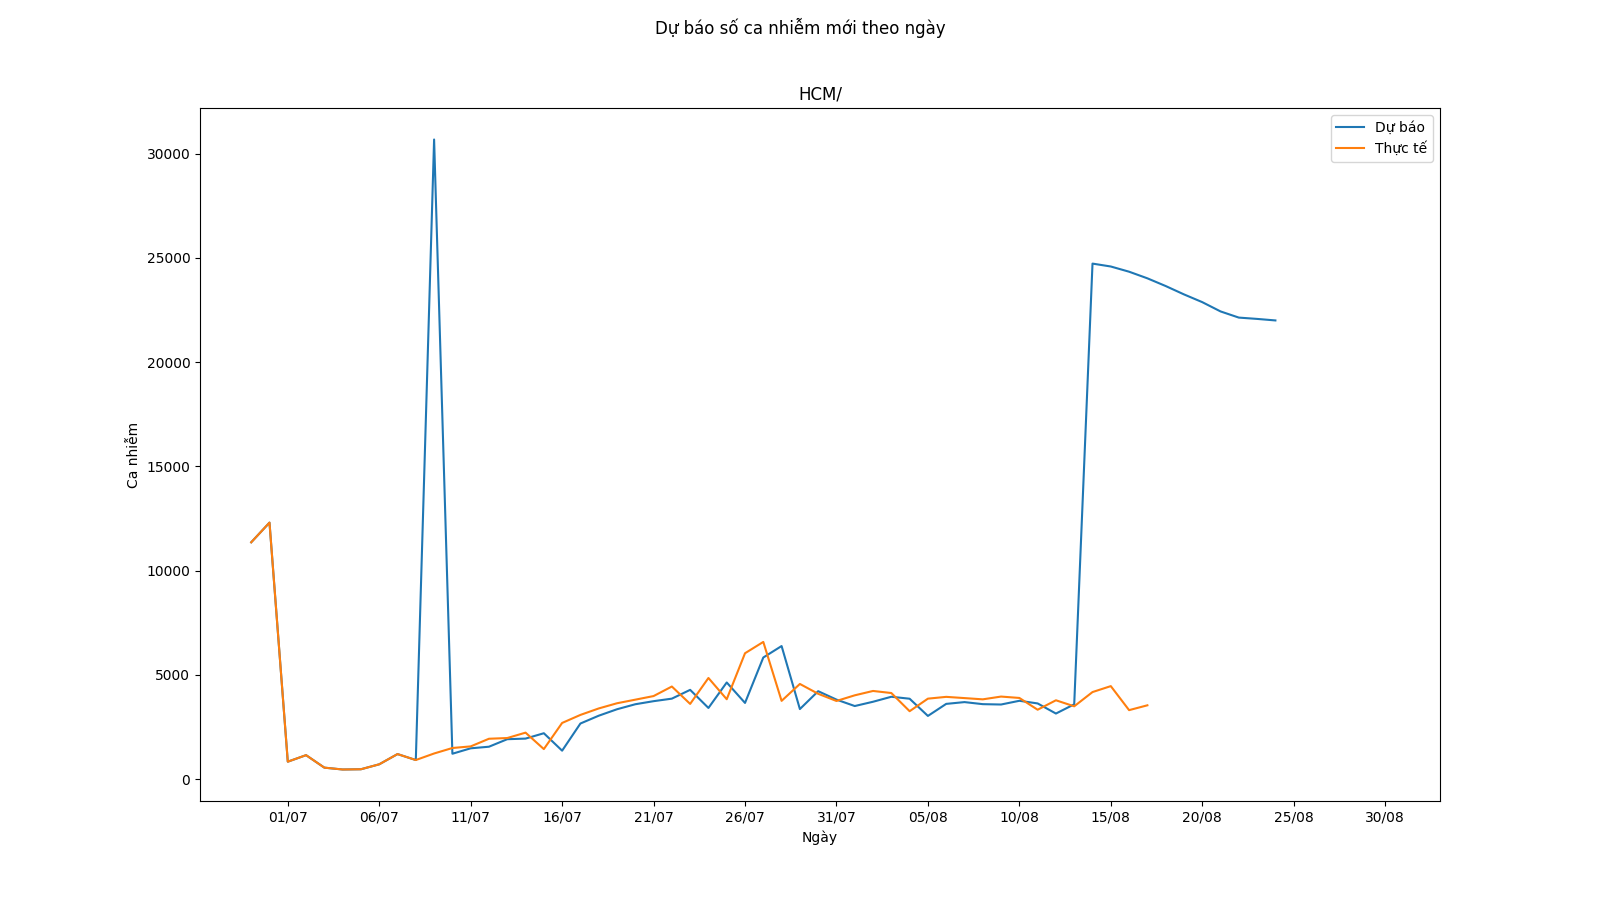 Dự báo số ca nhiễm mới theo ngày
HCM/
Dự báo
Thực tế
30000
25000
20000
15000
10000
5000
0
Ca nhiễm
01/07 06/07 11/07 16/07 21/07 26/07 31/07 05/08 10/08 15/08 20/08 25/08 30/08
Ngày